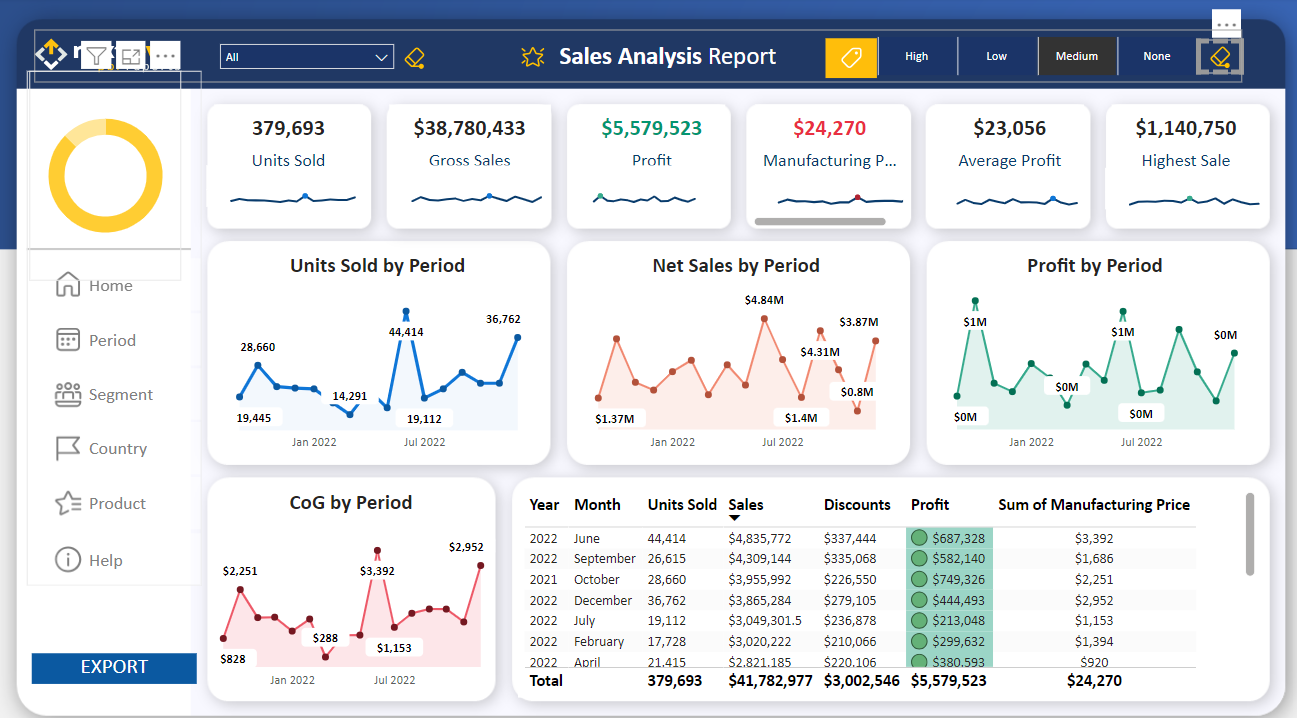 All
Sales Analysis Report
High
Low
Medium
None
379,693
Units Sold
$38,780,433
Gross Sales
$5,579,523
Profit
$24,270
Manufacturing P...
$23,056
Average Profit
$1,140,750
Highest Sale
Home
Period
Segment
Country
Product
Help
EXPORT
Units Sold by Period
28,660
19,445
14,291
44,414
19,112
36,762
Jan 2022
Jul 2022
Net Sales by Period
$4.84M
$3.87M
$4.31M
$0.8M
$1.37M
$1.4M
Jan 2022
Jul 2022
Profit by Period
$1M
$1M
$0M
$0M
$0M
$0M
Jan 2022
Jul 2022
CoG by Period
$2,952
$2,251
$3,392
$288
$1,153
$828
Jan 2022
Jul 2022
Year Month Units Sold Sales Discounts Profit Sum of Manufacturing Price
2022 June 44,414 $4,835,772 $337,444 $687,328 $3,392
2022 September 26,615 $4,309,144 $335,068 $582,140 $1,686
2021 October 28,660 $3,955,992 $226,550 $749,326 $2,251
2022 December 36,762 $3,865,284 $279,105 $444,493 $2,952
2022 July 19,112 $3,049,301.5 $236,878 $213,048 $1,153
2022 February 17,728 $3,020,222 $210,066 $299,632 $1,394
2022 April 21,415 $2,821,185 $220,106 $380,593 $920
Total 379,693 $41,782,977 $3,002,546 $5,579,523 $24,270